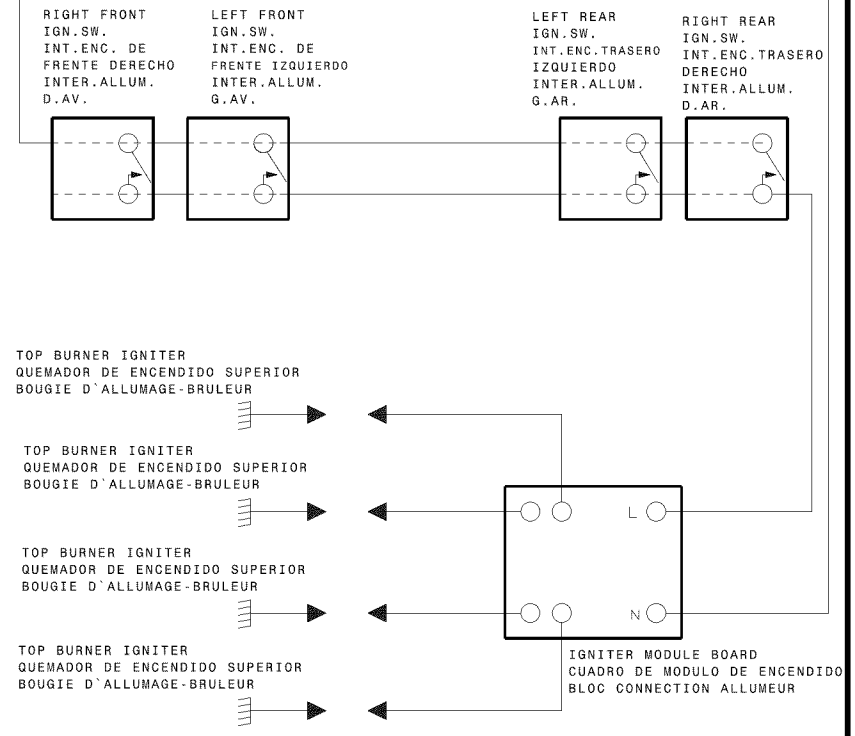 RIGHT FRONT
IGN.SW.
INT.ENC. DE
FRENTE DERECHO
INTER.ALLUM.
D.AV.
LEFT FRONT
IGN.SW.
INT.ENC. DE
FRENTE IZQUIERDO
INTER.ALLUM.
G.AV.
LEFT REAR
IGN.SW.
INT.ENC.TRASERO
IZQUIERDO
INTER.ALLUM.
G.AR.
RIGHT REAR
IGN.SW.
INT.ENC.TRASERO
DERECHO
INTER.ALLUM.
D.AR.
TOP BURNER IGNITER
QUEMADOR DE ENCENDIDO SUPERIOR
BOUGIE D`ALLUMAGE-BRULEUR
TOP BURNER IGNITER
QUEMADOR DE ENCENDIDO SUPERIOR
BOUGIE D`ALLUMAGE-BRULEUR
L
TOP BURNER IGNITER
QUEMADOR DE ENCENDIDO SUPERIOR
BOUGIE D`ALLUMAGE-BRULEUR
N
TOP BURNER IGNITER
QUEMADOR DE ENCENDIDO SUPERIOR
BOUGIE D`ALLUMAGE-BRULEUR
IGNITER MODULE BOARD
CUADRO DE MODULO DE ENCENDIDO
BLOC CONNECTION ALLUMEUR